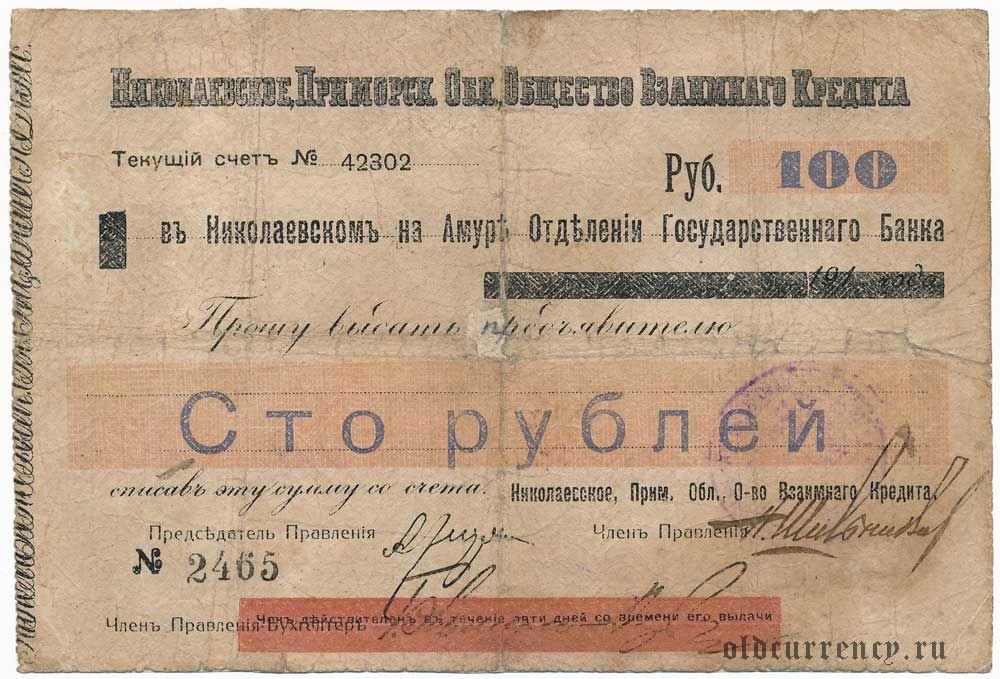 Николаевское, Приморск. Обл., Общество Взаимнаго Кредита
Текущій счетъ № 42302
Руб. 100
въ Николаевскомъ на Амурѣ Отдѣленіи Государственнаго Банка
191 года
Прошу выдать предъявителю
Сто рублей
списавъ эту сумму со счета. Николаевское, Прим. Обл., О-во Взаимнаго Кредита.
Предсѣдатель Правленія
Членъ Правленія
№ 2465
Членъ Правленія-Бухгалтеръ
Чекъ дѣйствителенъ въ теченіе пяти дней со времени его выдачи
oldcurrency.ru